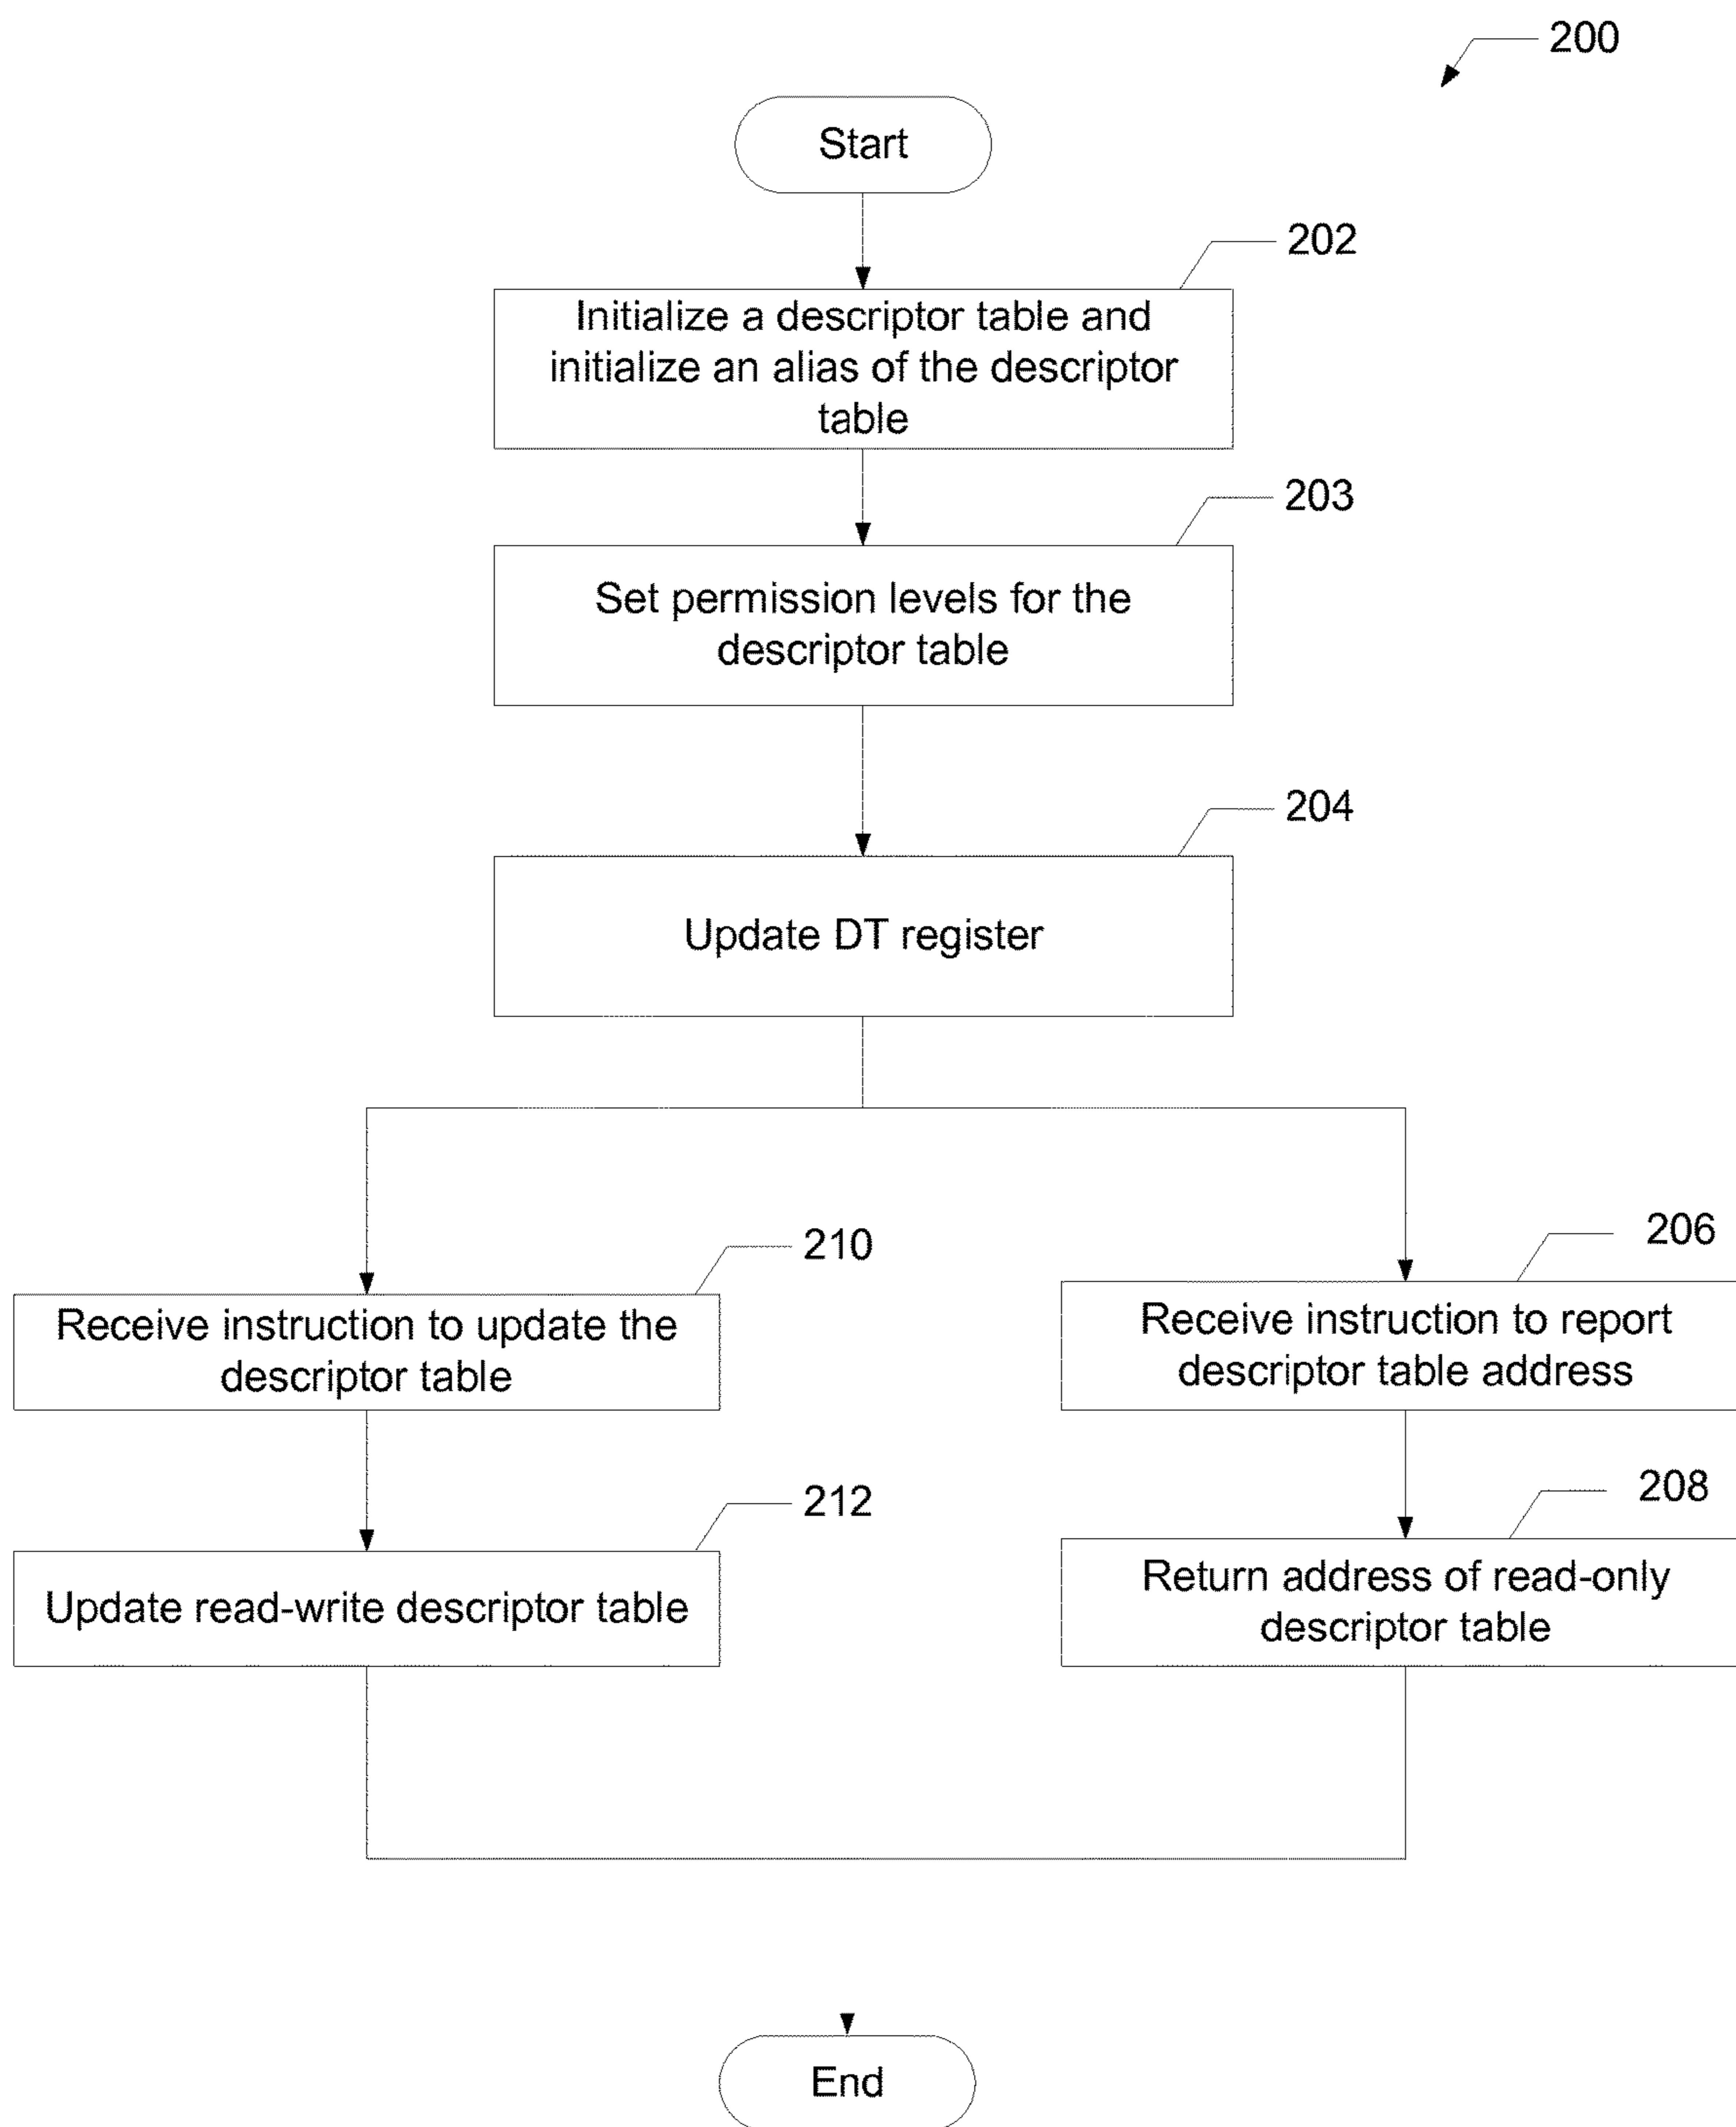 200
Start
202
Initialize a descriptor table and
initialize an alias of the descriptor
table
203
Set permission levels for the
descriptor table
204
Update DT register
210
Receive instruction to update the
descriptor table
206
Receive instruction to report
descriptor table address
212
Update read-write descriptor table
208
Return address of read-only
descriptor table
End